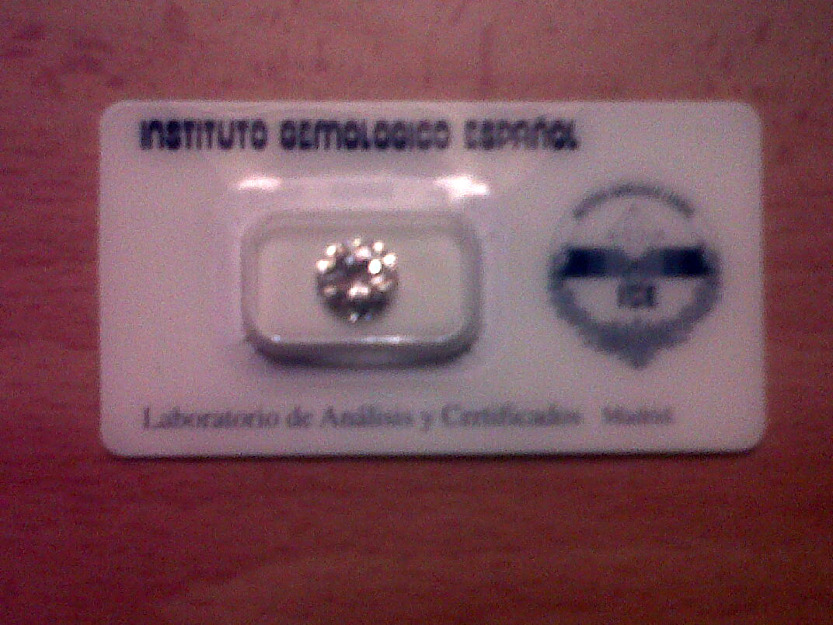 INSTITUTO GEMOLOGICO ESPAÑOL
IGE
Laboratorio de Análisis y Certificados Madrid